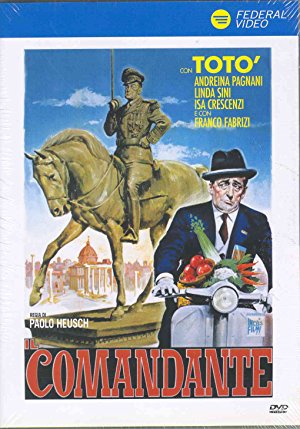 FEDERAL
VIDEO
CON TOTO'
ANDREINA PAGNANI
LINDA SINI
ISA CRESCENZI
E CON
FRANCO FABRIZI
REGIA DI
PAOLO HEUSCH
IL
COMANDANTE
DVD